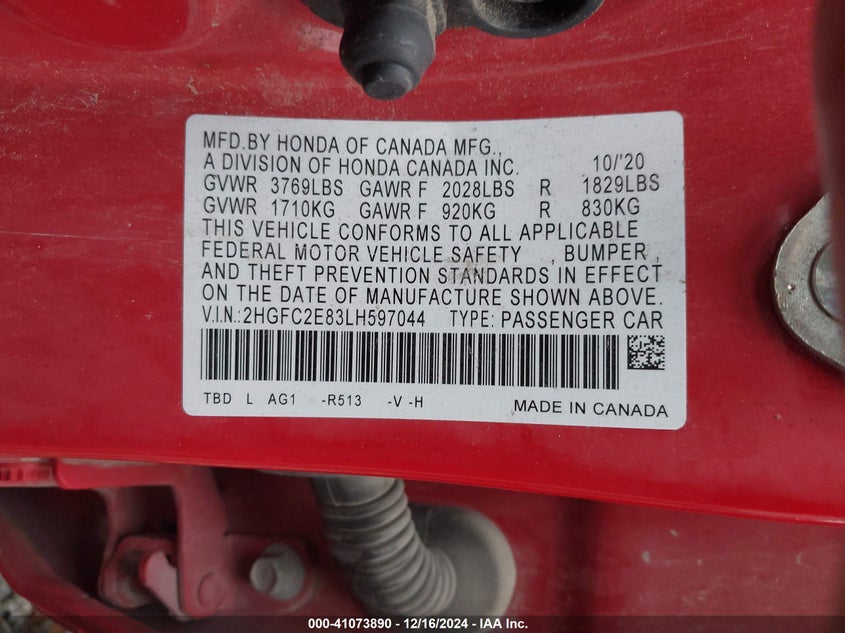 MFD.BY HONDA OF CANADA MFG.,
A DIVISION OF HONDA CANADA INC. 10/'20
GVWR 3769LBS GAWR F 2028LBS R 1829LBS
GVWR 1710KG GAWR F 920KG R 830KG
THIS VEHICLE CONFORMS TO ALL APPLICABLE
FEDERAL MOTOR VEHICLE SAFETY , BUMPER ,
AND THEFT PREVENTION STANDARDS IN EFFECT
ON THE DATE OF MANUFACTURE SHOWN ABOVE.
V.I.N.: 2HGFC2E83LH597044 TYPE: PASSENGER CAR
TBD L AG1 -R513 -V -H MADE IN CANADA
000-41073890 - 12/16/2024 - IAA Inc.